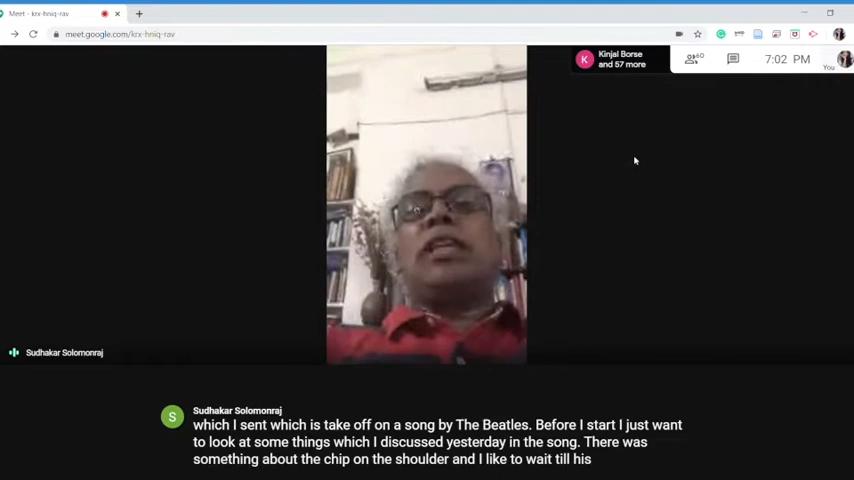 Meet - krx-hniq-rav
meet.google.com/krx-hniq-rav
K
Kinjal Borse
and 57 more
60
7:02 PM
You
Sudhakar Solomonraj
S
Sudhakar Solomonraj
which I sent which is take off on a song by The Beatles. Before I start I just want
to look at some things which I discussed yesterday in the song. There was
something about the chip on the shoulder and I like to wait till his